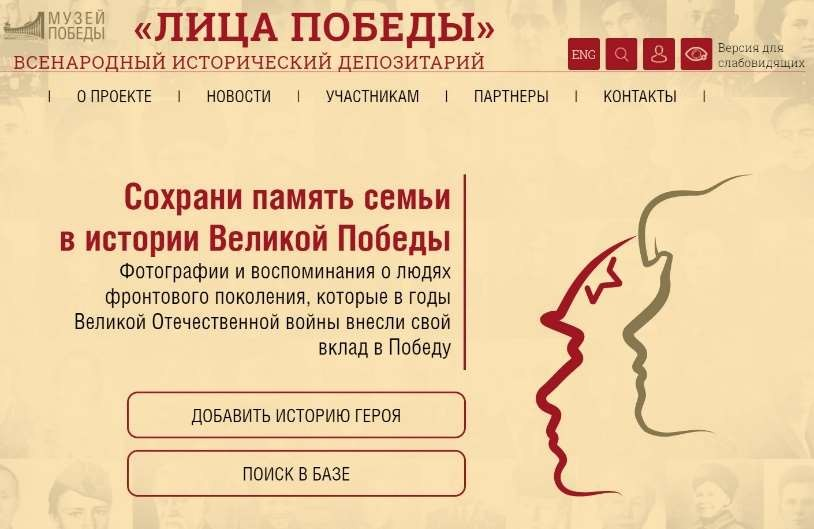 МУЗЕЙ
ПОБЕДЫ
«ЛИЦА ПОБЕДЫ»
ВСЕНАРОДНЫЙ ИСТОРИЧЕСКИЙ ДЕПОЗИТАРИЙ
ENG
Версия для
слабовидящих
| О ПРОЕКТЕ | НОВОСТИ | УЧАСТНИКАМ | ПАРТНЕРЫ | КОНТАКТЫ |
Сохрани память семьи
в истории Великой Победы
Фотографии и воспоминания о людях
фронтового поколения, которые в годы
Великой Отечественной войны внесли свой
вклад в Победу
ДОБАВИТЬ ИСТОРИЮ ГЕРОЯ
ПОИСК В БАЗЕ